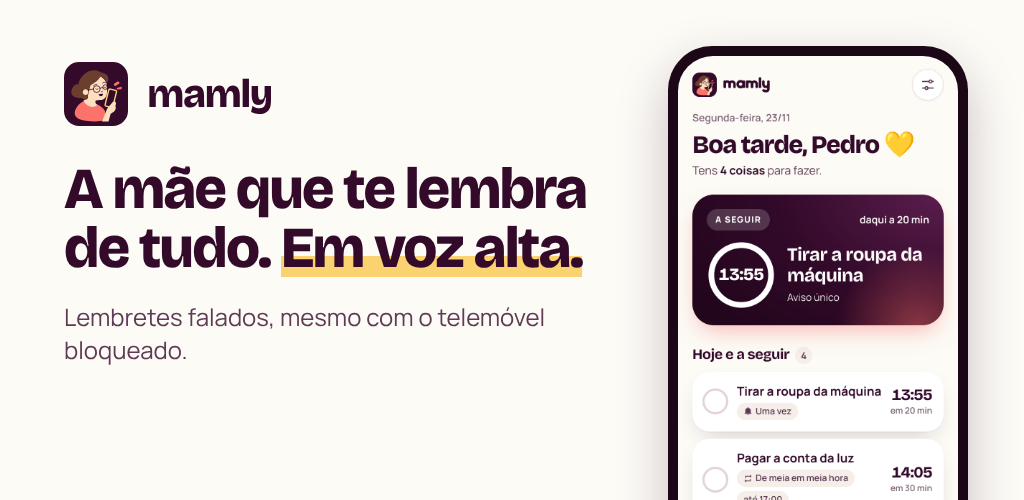 mamly
A mãe que te lembra
de tudo. Em voz alta.
Lembretes falados, mesmo com o telemóvel
bloqueado.
mamly
Segunda-feira, 23/11
Boa tarde, Pedro 💛
Tens 4 coisas para fazer.
A SEGUIR
daqui a 20 min
13:55
Tirar a roupa da
máquina
Aviso único
Hoje e a seguir 4
Tirar a roupa da máquina
13:55
Uma vez
em 20 min
Pagar a conta da luz
14:05
De meia em meia hora
em 30 min
até 17:00